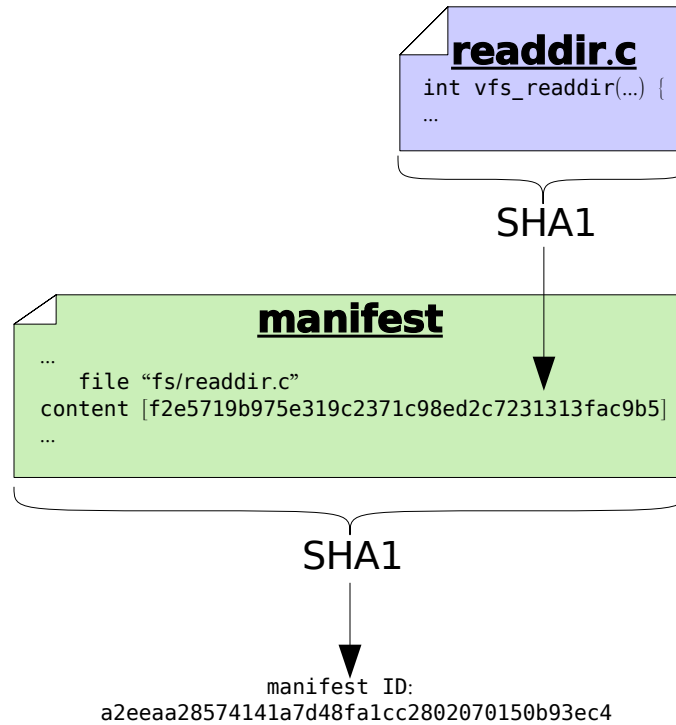 readdir.c
int vfs_readdir(...) {
...
SHA1
manifest
...
file “fs/readdir.c”
content [f2e5719b975e319c2371c98ed2c7231313fac9b5]
...
SHA1
manifest ID:
a2eeaa28574141a7d48fa1cc2802070150b93ec4